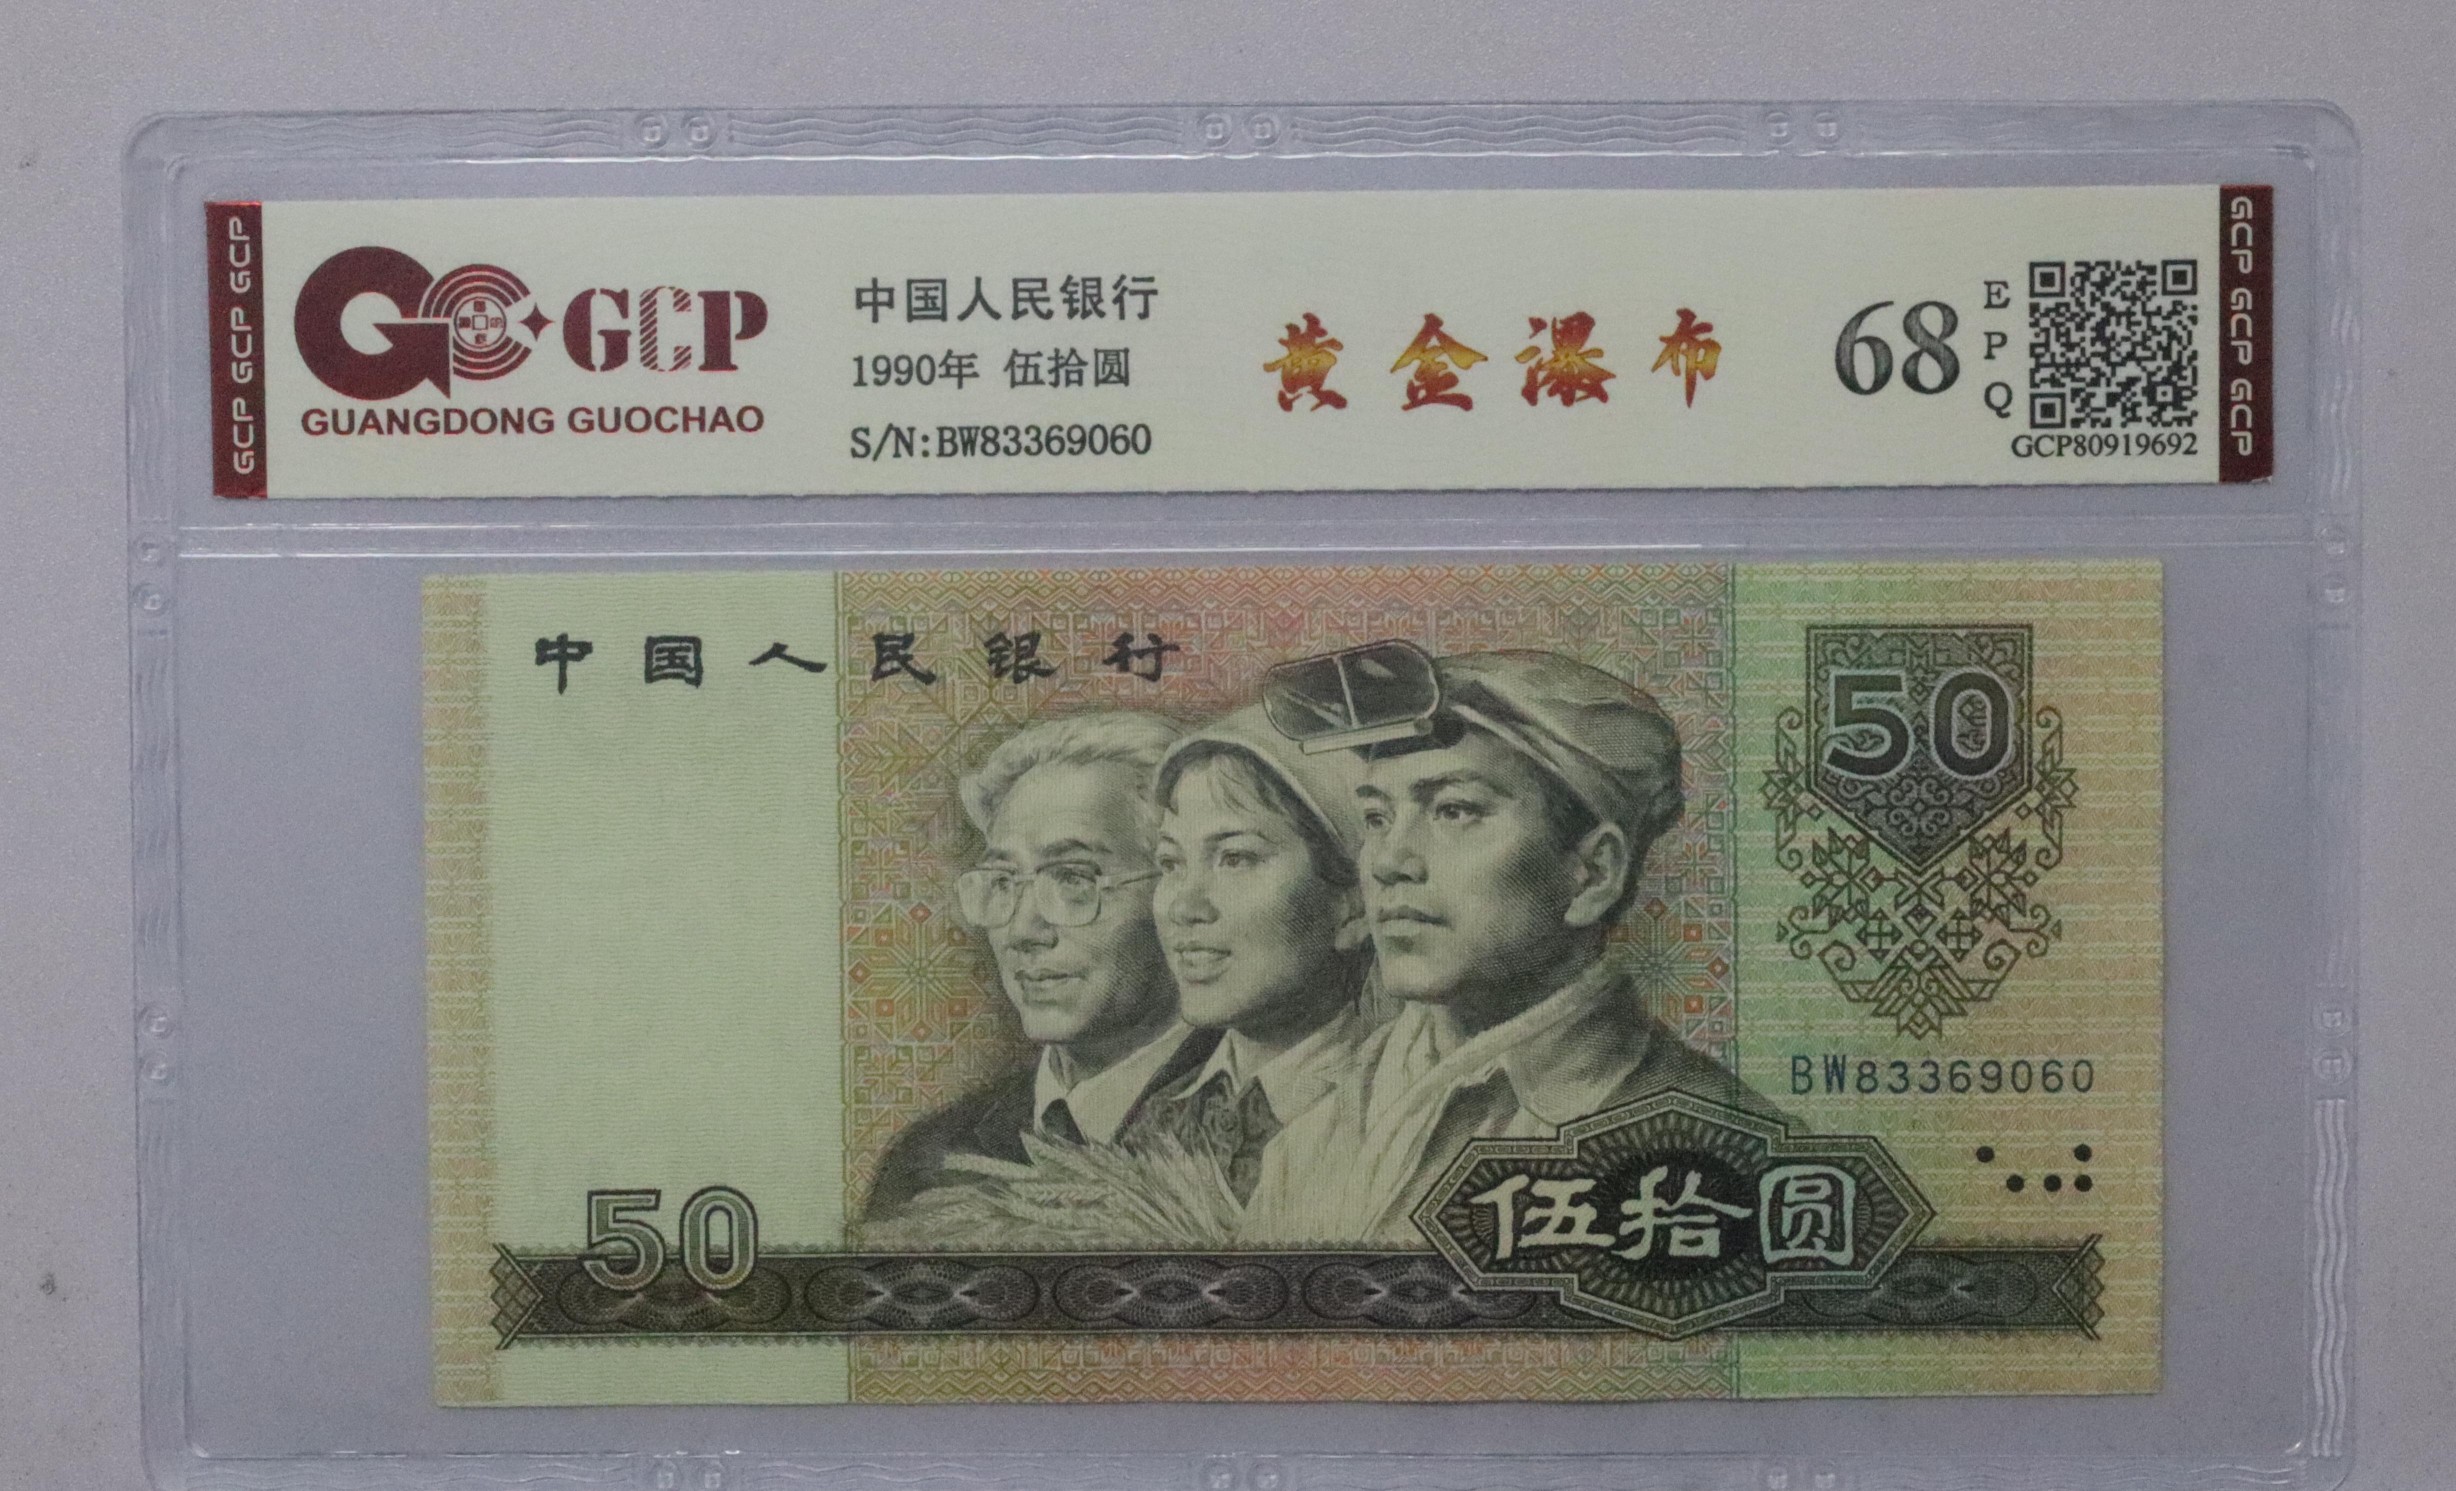 GCP GCP GCP
GCP
GUANGDONG GUOCHAO
中国人民银行
1990年 伍拾圆
S/N:BW83369060
黄金瀑布
68
EPQ
GCP80919692
GCP GCP GCP
中国人民银行
50
BW83369060
50
伍拾圆